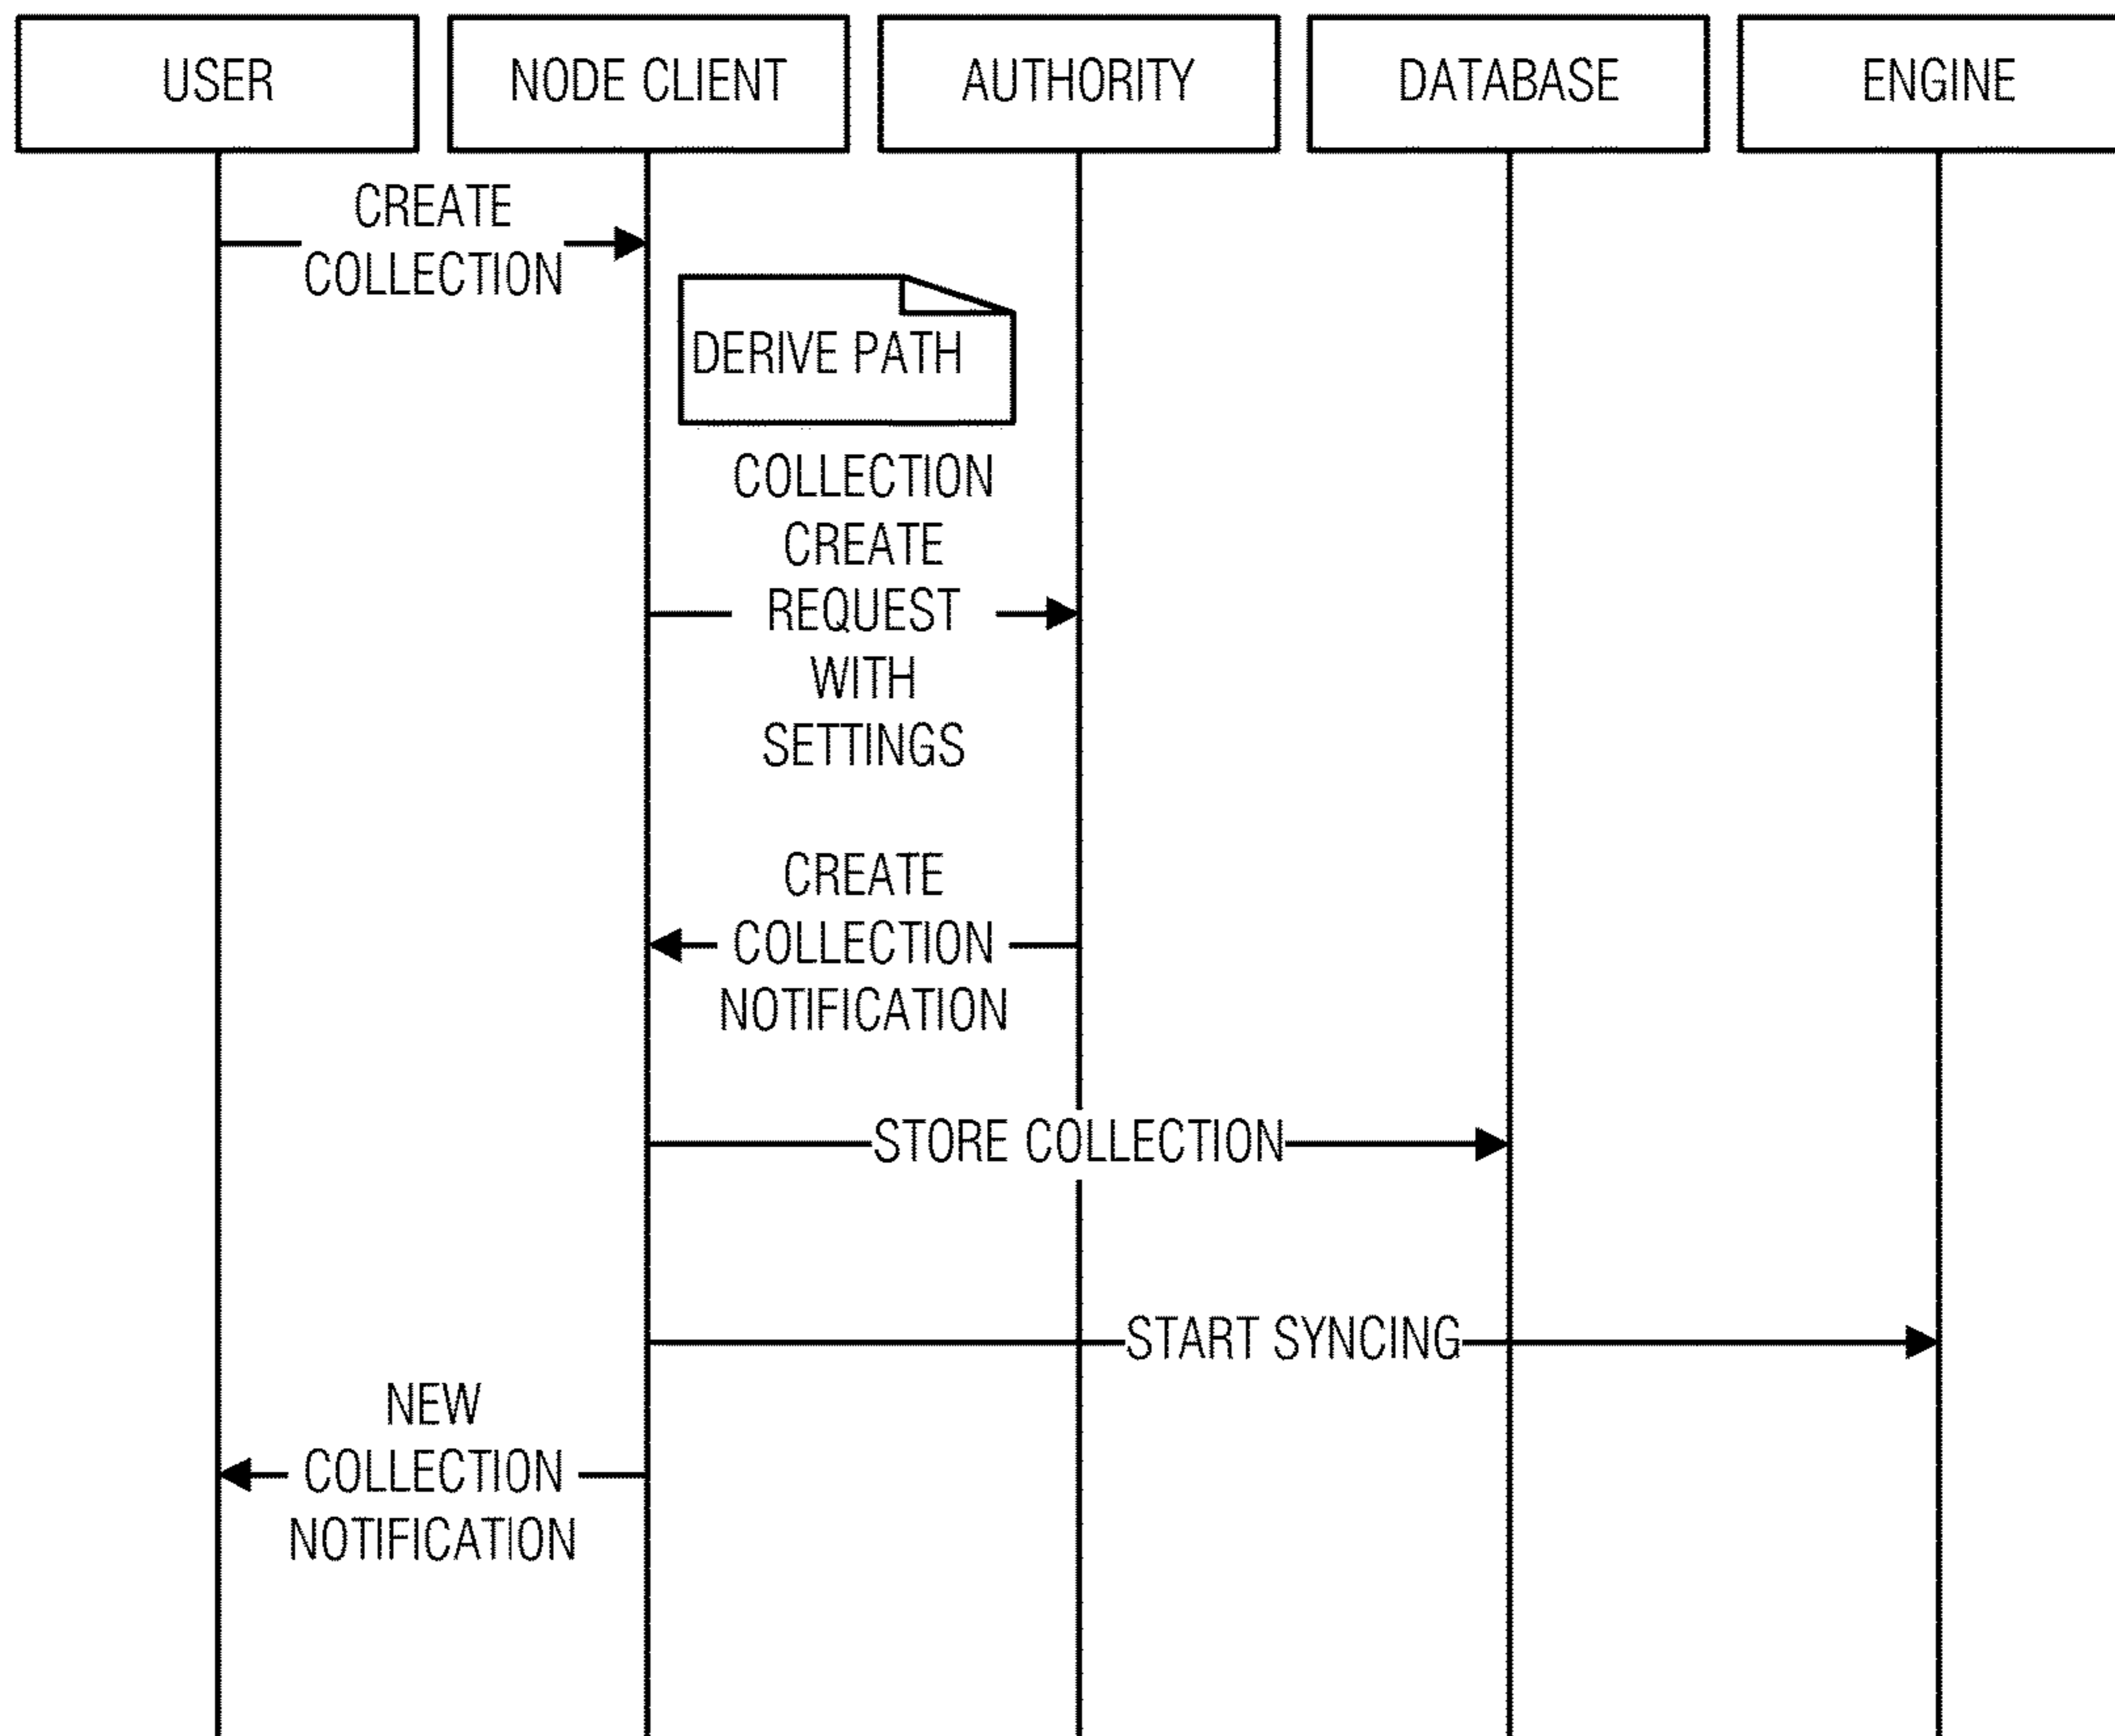 USER
NODE CLIENT
AUTHORITY
DATABASE
ENGINE
CREATE
COLLECTION
DERIVE PATH
COLLECTION
CREATE
REQUEST
WITH
SETTINGS
CREATE
COLLECTION
NOTIFICATION
STORE COLLECTION
START SYNCING
NEW
COLLECTION
NOTIFICATION